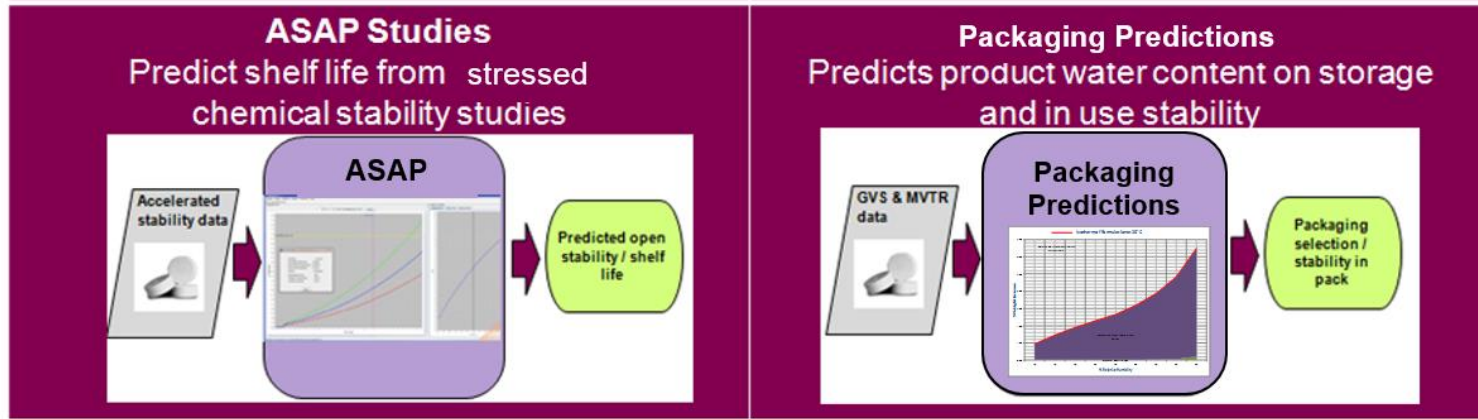 ASAP Studies
Predict shelf life from stressed
chemical stability studies
ASAP
Accelerated
stability data
Predicted open
stability / shelf
life
Packaging Predictions
Predicts product water content on storage
and in use stability
Packaging
Predictions
GVS & MVTR
data
Packaging
selection /
stability in
pack